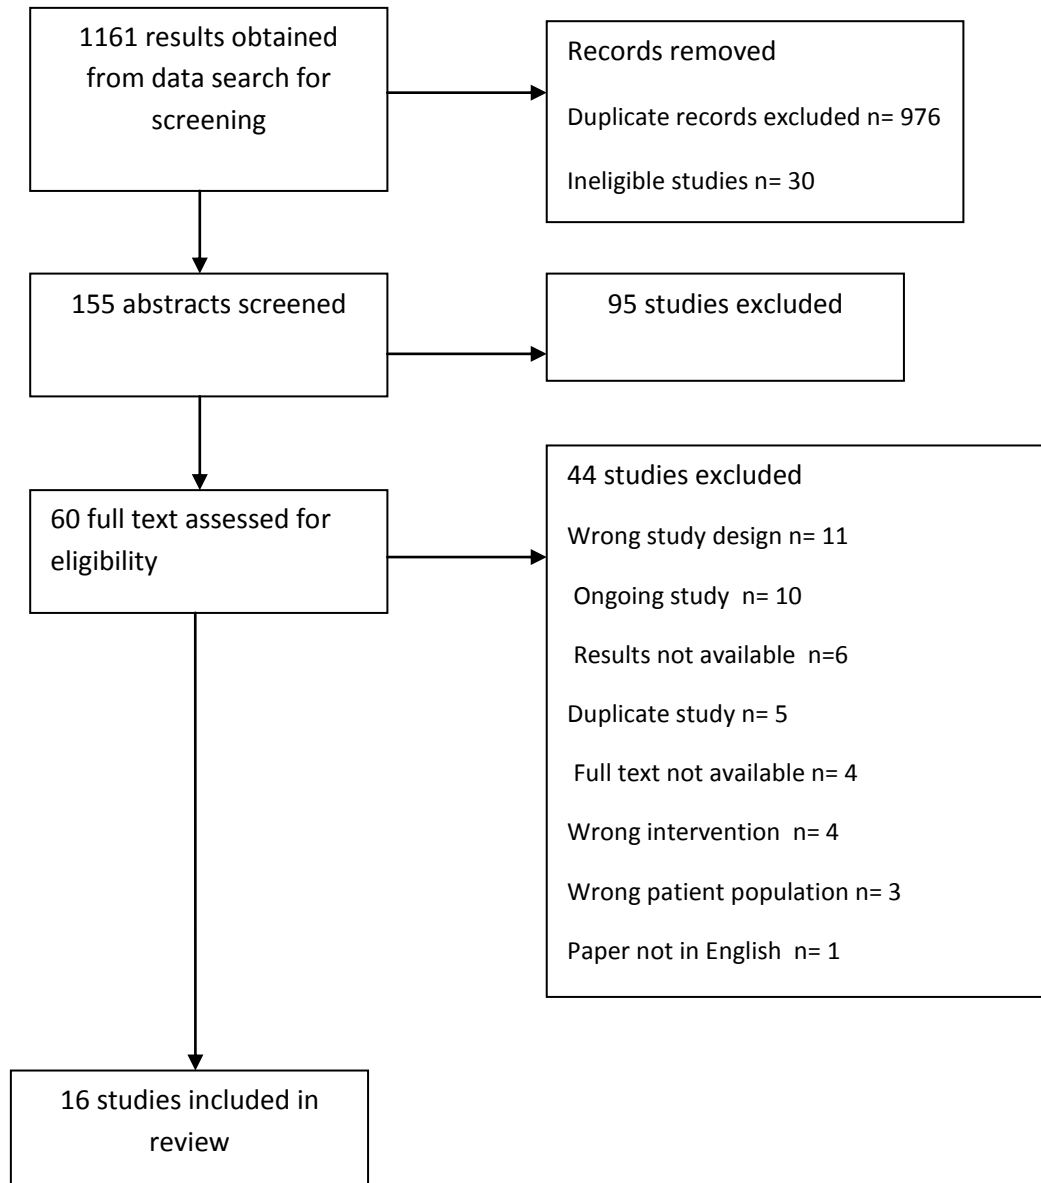 1161 results obtained
from data search for
screening
Records removed
Duplicate records excluded n= 976
Ineligible studies n= 30
155 abstracts screened
95 studies excluded
60 full text assessed for
eligibility
44 studies excluded
Wrong study design n= 11
Ongoing study  n= 10
Results not available  n=6
Duplicate study n= 5
Full text not available n= 4
Wrong intervention  n= 4
Wrong patient population n= 3
Paper not in English  n= 1
16 studies included in
review